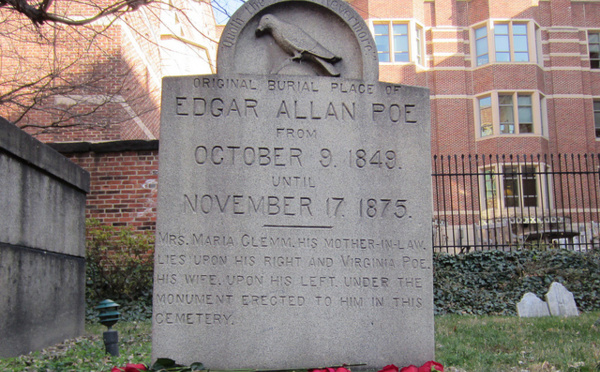 ORIGINAL BURIAL PLACE OF
EDGAR ALLAN POE
FROM
OCTOBER 9, 1849.
UNTIL
NOVEMBER 17, 1875.
MRS. MARIA CLEMM, HIS MOTHER-IN-LAW,
LIES UPON HIS RIGHT AND VIRGINIA POE,
HIS WIFE, UPON HIS LEFT, UNDER THE
MONUMENT ERECTED TO HIM IN THIS
CEMETERY.